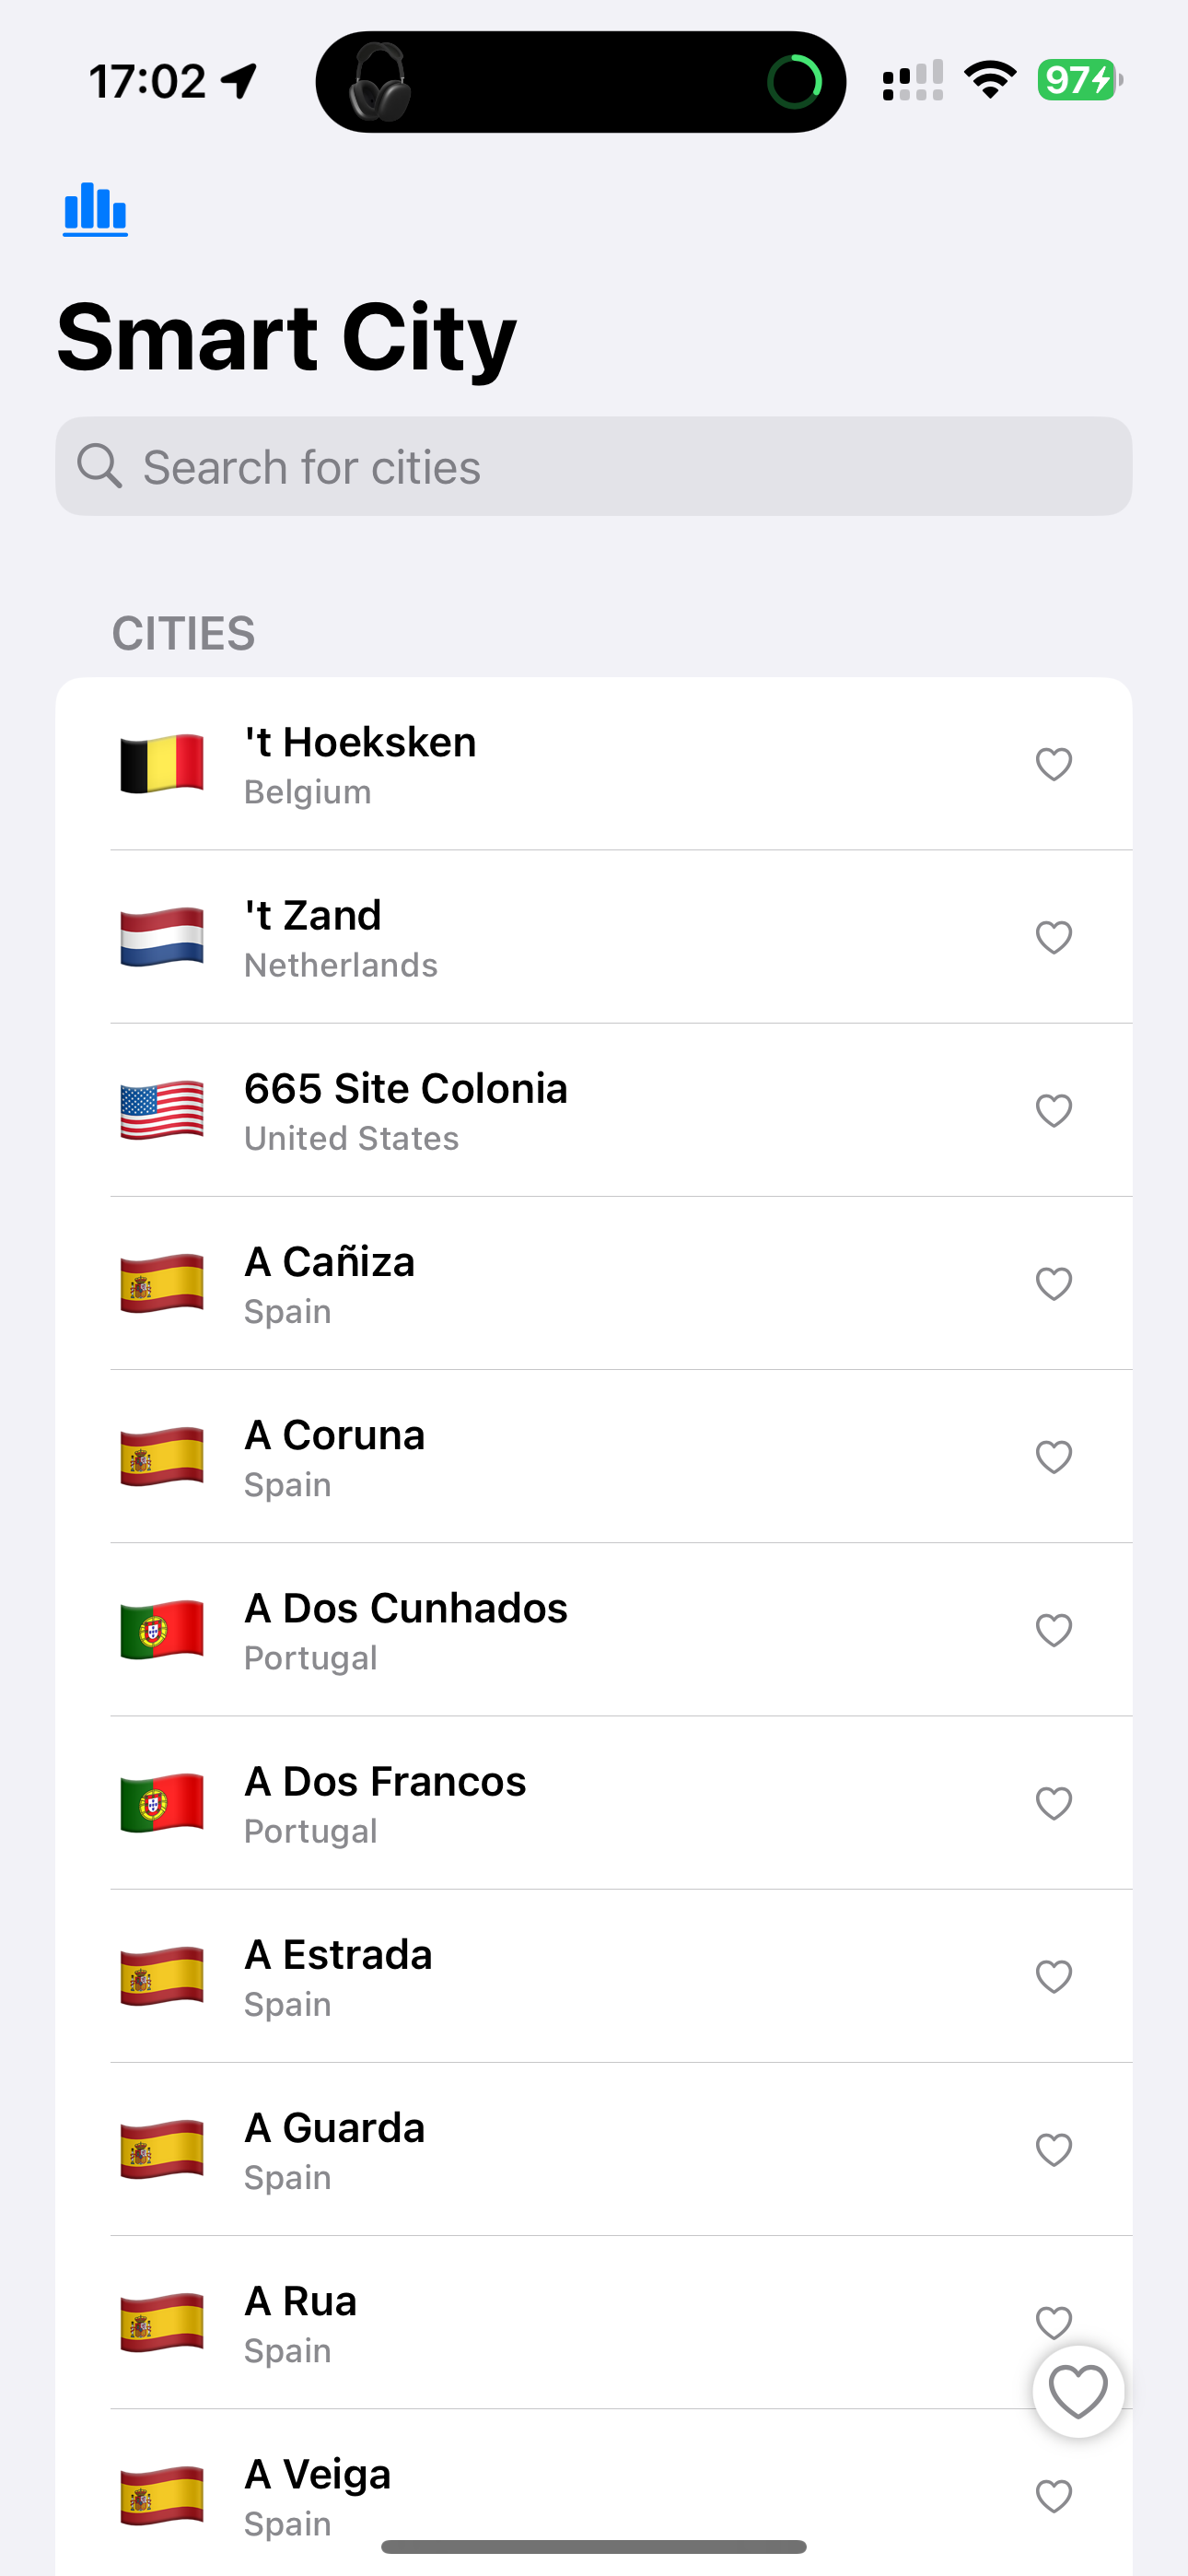 17:02
97
Smart City
Search for cities
CITIES
't Hoeksken
Belgium
't Zand
Netherlands
665 Site Colonia
United States
A Cañiza
Spain
A Coruna
Spain
A Dos Cunhados
Portugal
A Dos Francos
Portugal
A Estrada
Spain
A Guarda
Spain
A Rua
Spain
A Veiga
Spain